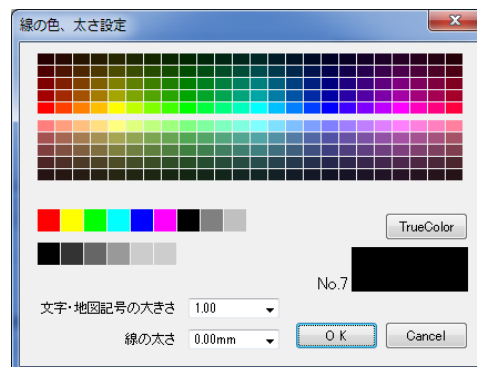 線の色、太さ設定
TrueColor
No.7
文字・地図記号の大きさ 1.00
線の太さ 0.00mm
OK Cancel